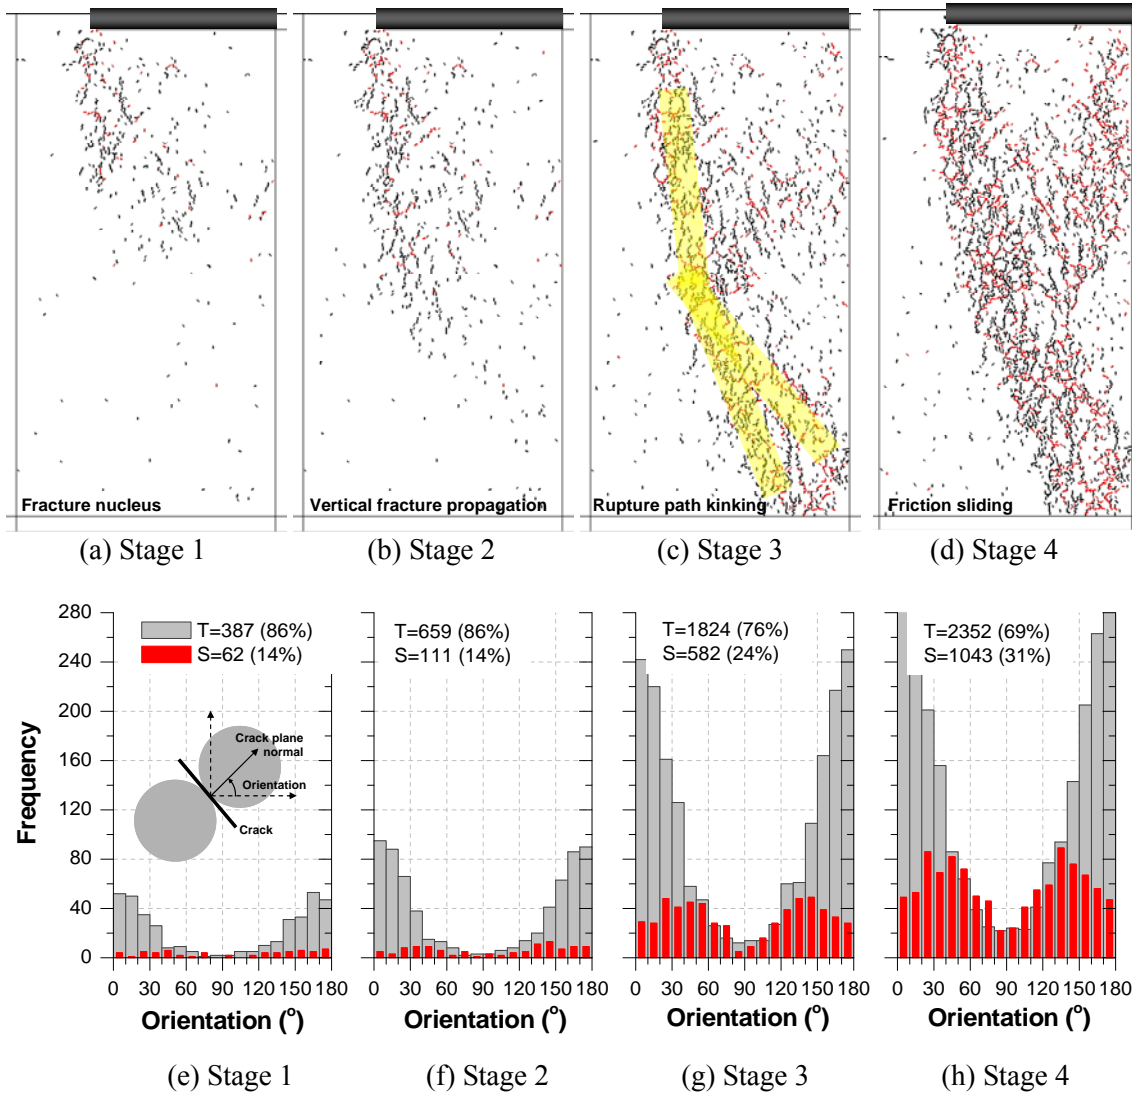 Fracture nucleus
Vertical fracture propagation
Rupture path kinking
Friction sliding
(a) Stage 1
(b) Stage 2
(c) Stage 3
(d) Stage 4
Frequency
280
240
200
160
120
80
40
0
T=387 (86%)
S=62 (14%)
Crack plane
normal
Orientation
Crack
T=659 (86%)
S=111 (14%)
T=1824 (76%)
S=582 (24%)
T=2352 (69%)
S=1043 (31%)
0 30 60 90 120 150 180
0 30 60 90 120 150 180
0 30 60 90 120 150 180
0 30 60 90 120 150 180
Orientation (°)
Orientation (°)
Orientation (°)
Orientation (°)
(e) Stage 1
(f) Stage 2
(g) Stage 3
(h) Stage 4